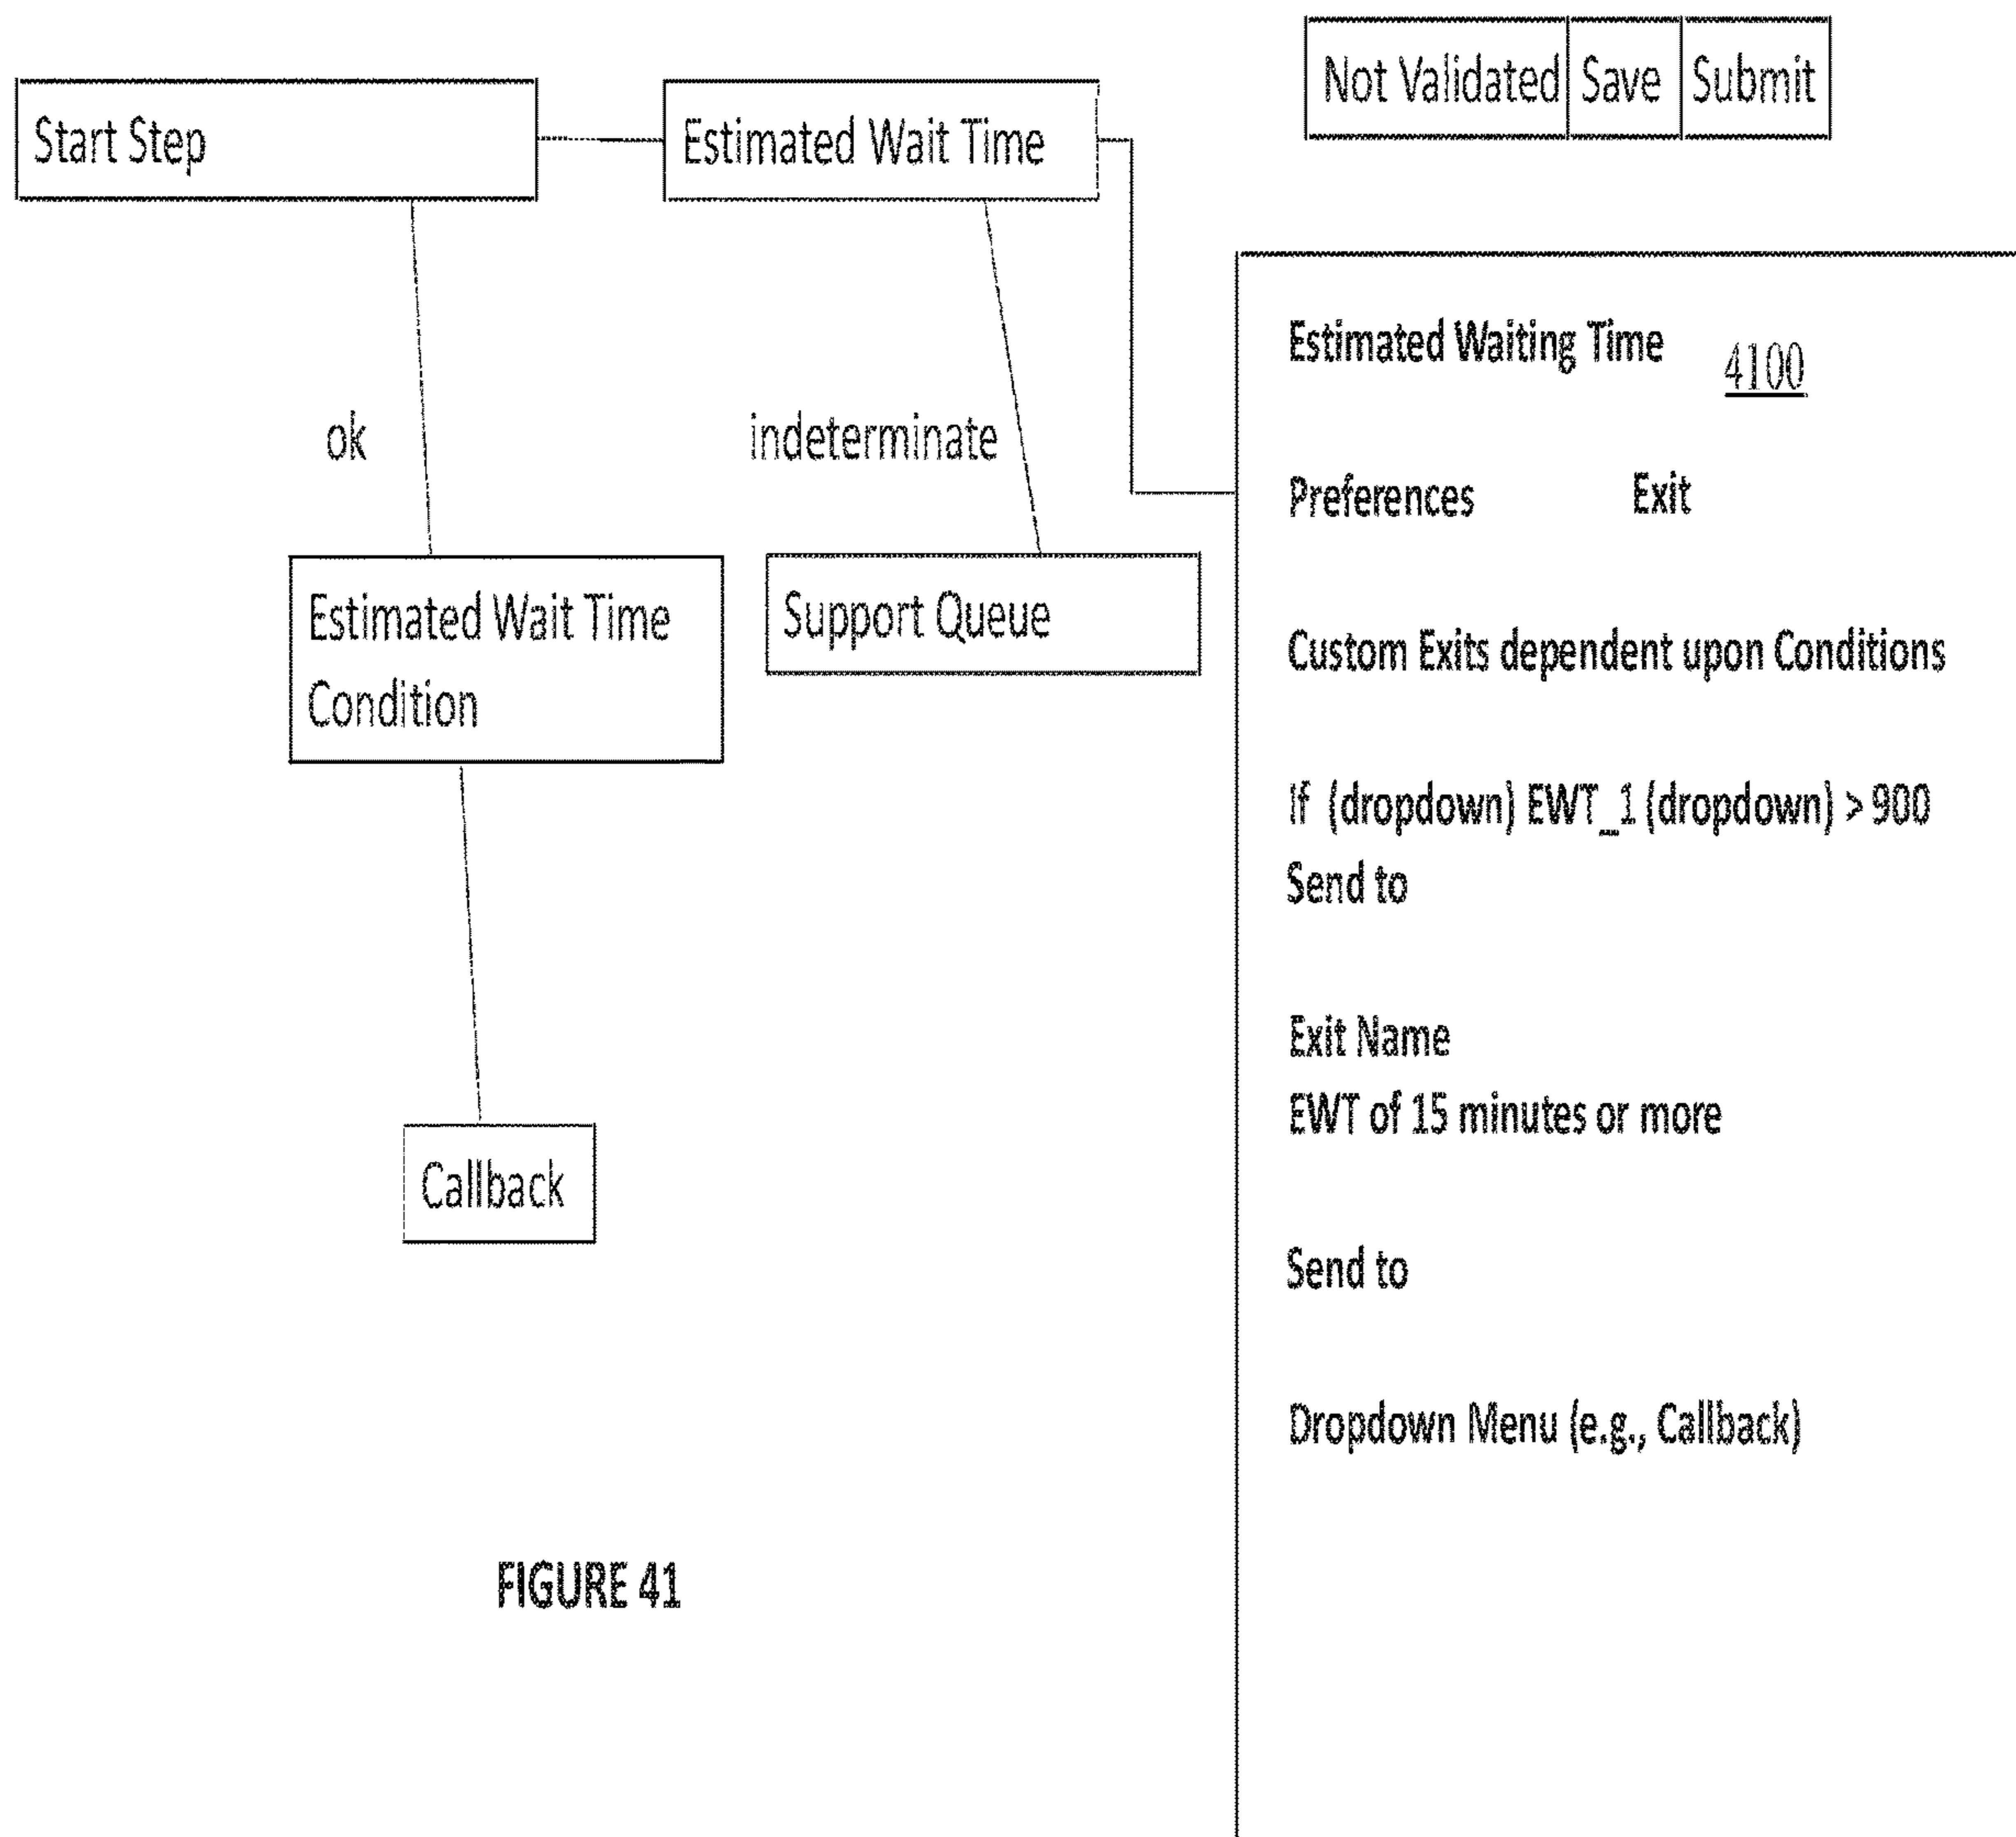 Not Validated Save Submit
Start Step
Estimated Wait Time
Estimated Waiting Time 4100
ok
indeterminate
Preferences Exit
Estimated Wait Time
Condition
Support Queue
Custom Exits dependent upon Conditions
If (dropdown) EWT_1 (dropdown) > 900
Send to
Exit Name
EWT of 15 minutes or more
Callback
Send to
Dropdown Menu (e.g., Callback)
FIGURE 41